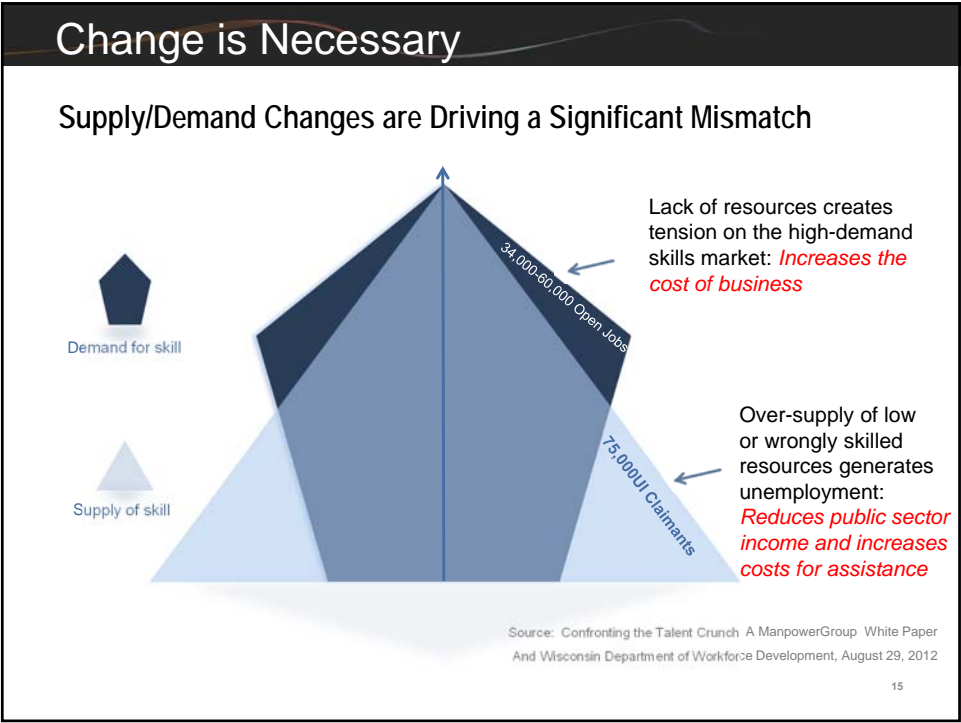 Change is Necessary
Supply/Demand Changes are Driving a Significant Mismatch
Lack of resources creates
tension on the high-demand
skills market: Increases the
cost of business
34,000-60,000 Open Jobs
Demand for skill
Over-supply of low
or wrongly skilled
resources generates
unemployment:
Reduces public sector
income and increases
costs for assistance
75,000UI Claimants
Supply of skill
Source: Confronting the Talent Crunch A ManpowerGroup White Paper
And Wisconsin Department of Workforce Development, August 29, 2012
15